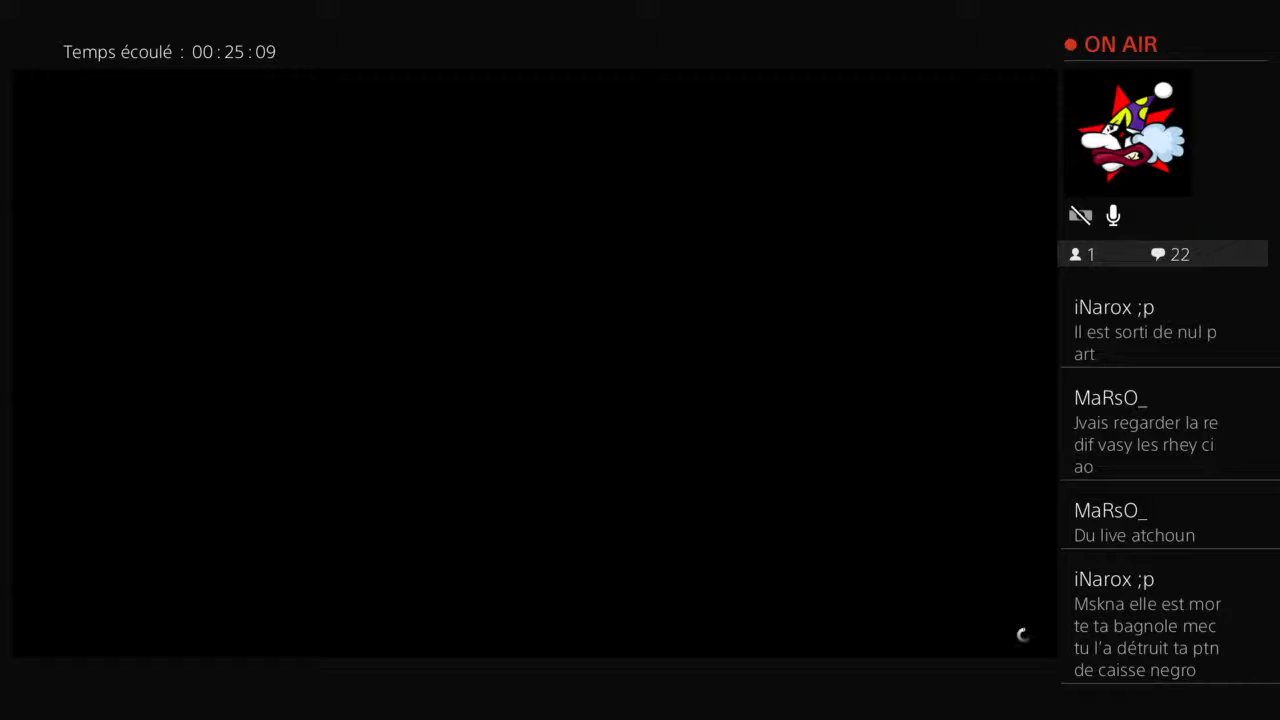 Temps écoulé : 00:25:09
ON AIR
1 22
iNarox ;p
Il est sorti de nul p
art
MaRsO_
Jvais regarder la re
dif vasy les rhey ci
ao
MaRsO_
Du live atchoun
iNarox ;p
Mskna elle est mor
te ta bagnole mec
tu l'a détruit ta ptn
de caisse negro